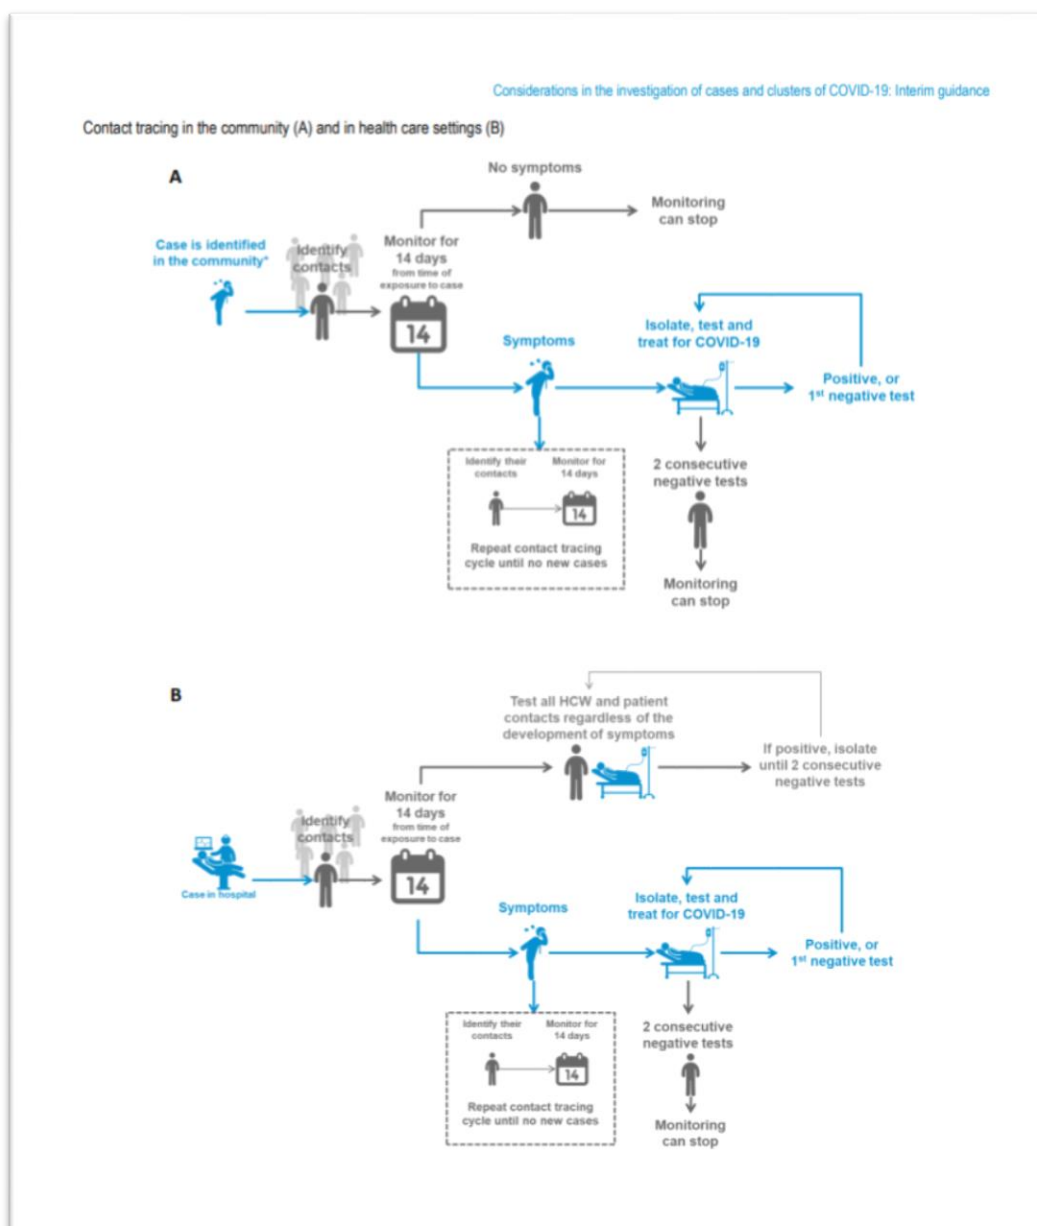 Considerations in the investigation of cases and clusters of COVID-19: Interim guidance
Contact tracing in the community (A) and in health care settings (B)
A
No symptoms
Monitoring
can stop
Case is identified
in the community*
Identify
contacts
Monitor for
14 days
from time of
exposure to case
14
Symptoms
Isolate, test and
treat for COVID-19
Positive, or
1st negative test
Identify their
contacts
Monitor for
14 days
14
Repeat contact tracing
cycle until no new cases
2 consecutive
negative tests
Monitoring
can stop
B
Test all HCW and patient
contacts regardless of the
development of symptoms
If positive, isolate
until 2 consecutive
negative tests
Case in hospital
Identify
contacts
Monitor for
14 days
from time of
exposure to case
14
Symptoms
Isolate, test and
treat for COVID-19
Positive, or
1st negative test
Identify their
contacts
Monitor for
14 days
14
Repeat contact tracing
cycle until no new cases
2 consecutive
negative tests
Monitoring
can stop